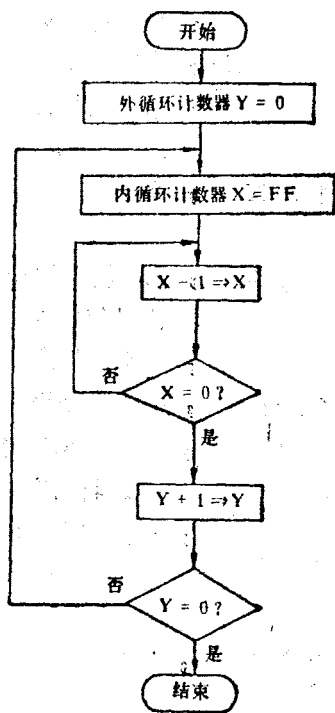 开始
外循环计数器 Y = 0
内循环计数器 X = FF
X - 1 ⇒ X
否
X = 0 ?
是
Y + 1 ⇒ Y
否
Y = 0 ?
是
结束